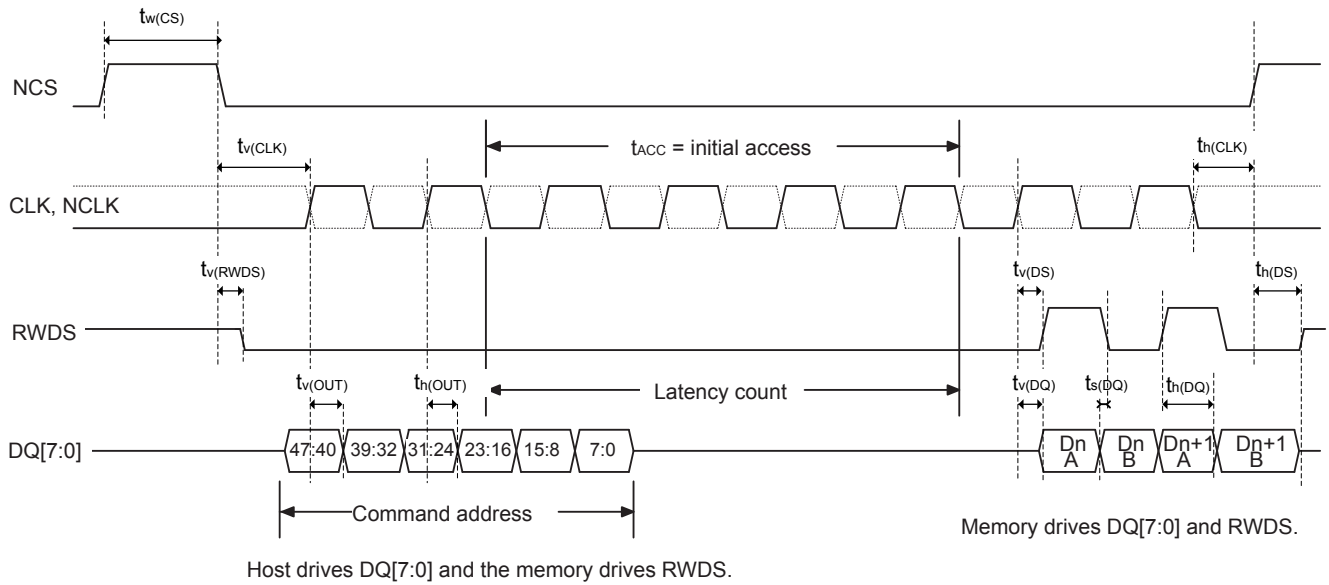 tw(CS)
NCS
tv(CLK)
tACC = initial access
th(CLK)
CLK, NCLK
tv(RWDS)
tv(DS)
th(DS)
RWDS
tv(OUT)
th(OUT)
Latency count
tv(DQ)
ts(DQ)
th(DQ)
DQ[7:0]
47:40
39:32
31:24
23:16
15:8
7:0
Dn
A
Dn
B
Dn+1
A
Dn+1
B
Command address
Memory drives DQ[7:0] and RWDS.
Host drives DQ[7:0] and the memory drives RWDS.